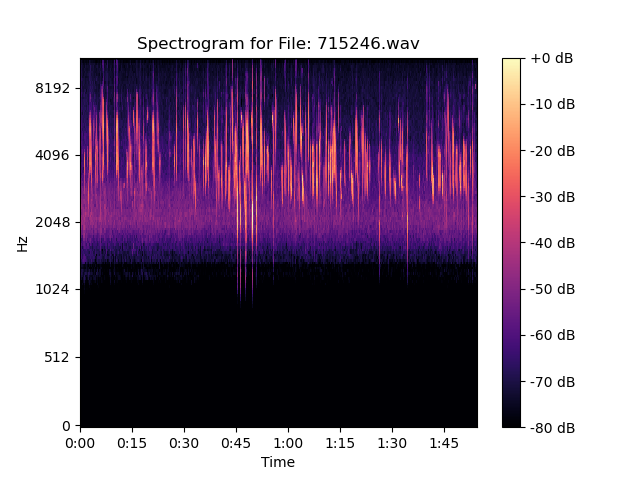 Spectrogram for File: 715246.wav
+0 dB
8192
-10 dB
4096
-20 dB
-30 dB
2048
Hz
-40 dB
1024
-50 dB
-60 dB
512
-70 dB
0
-80 dB
0:00 0:15 0:30 0:45 1:00 1:15 1:30 1:45
Time